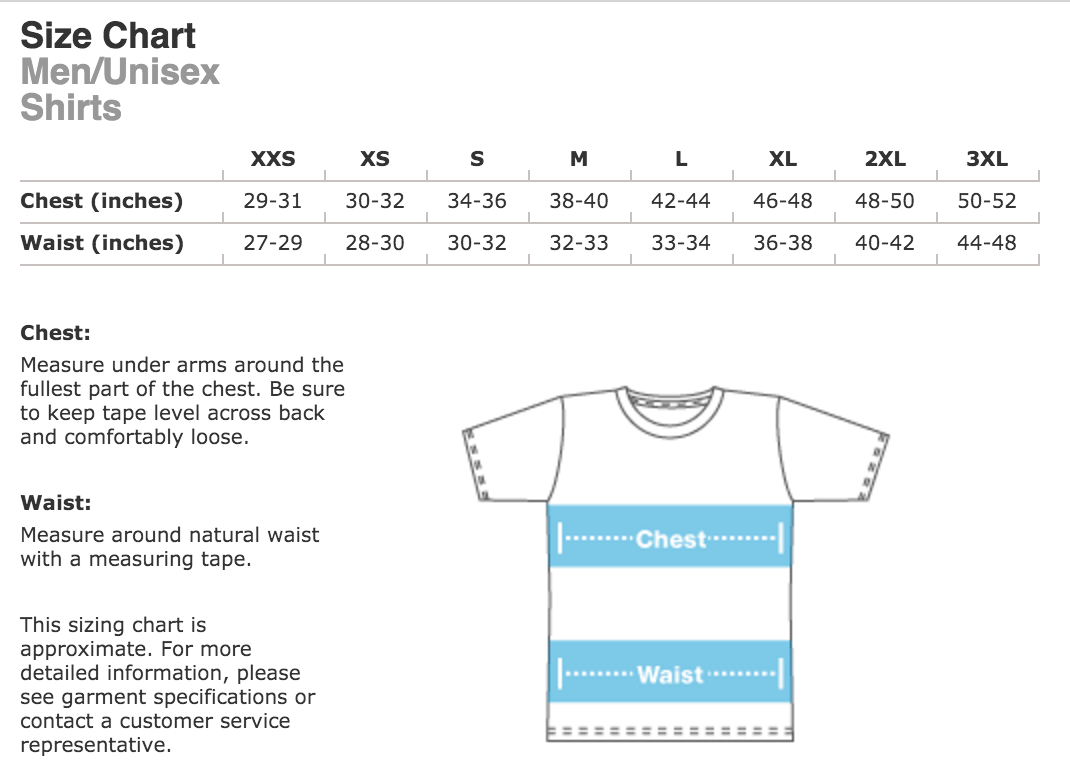 Size Chart
Men/Unisex
Shirts
XXS XS S M L XL 2XL 3XL
Chest (inches) 29-31 30-32 34-36 38-40 42-44 46-48 48-50 50-52
Waist (inches) 27-29 28-30 30-32 32-33 33-34 36-38 40-42 44-48
Chest:
Measure under arms around the
fullest part of the chest. Be sure
to keep tape level across back
and comfortably loose.
Waist:
Measure around natural waist
with a measuring tape.
This sizing chart is
approximate. For more
detailed information, please
see garment specifications or
contact a customer service
representative.
Chest
Waist